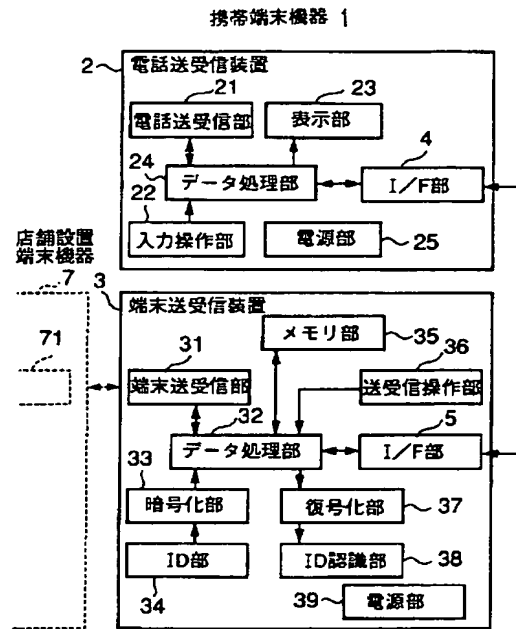 携帯端末機器 1
2
電話送受信装置
21
23
電話送受信部
表示部
24
4
データ処理部
I/F部
22
入力操作部
電源部
25
店舗設置
端末機器
7
3
端末送受信装置
71
31
メモリ部
35
36
端末送受信部
送受信操作部
32
5
データ処理部
I/F部
33
暗号化部
復号化部
37
ID部
ID認識部
38
34
39
電源部